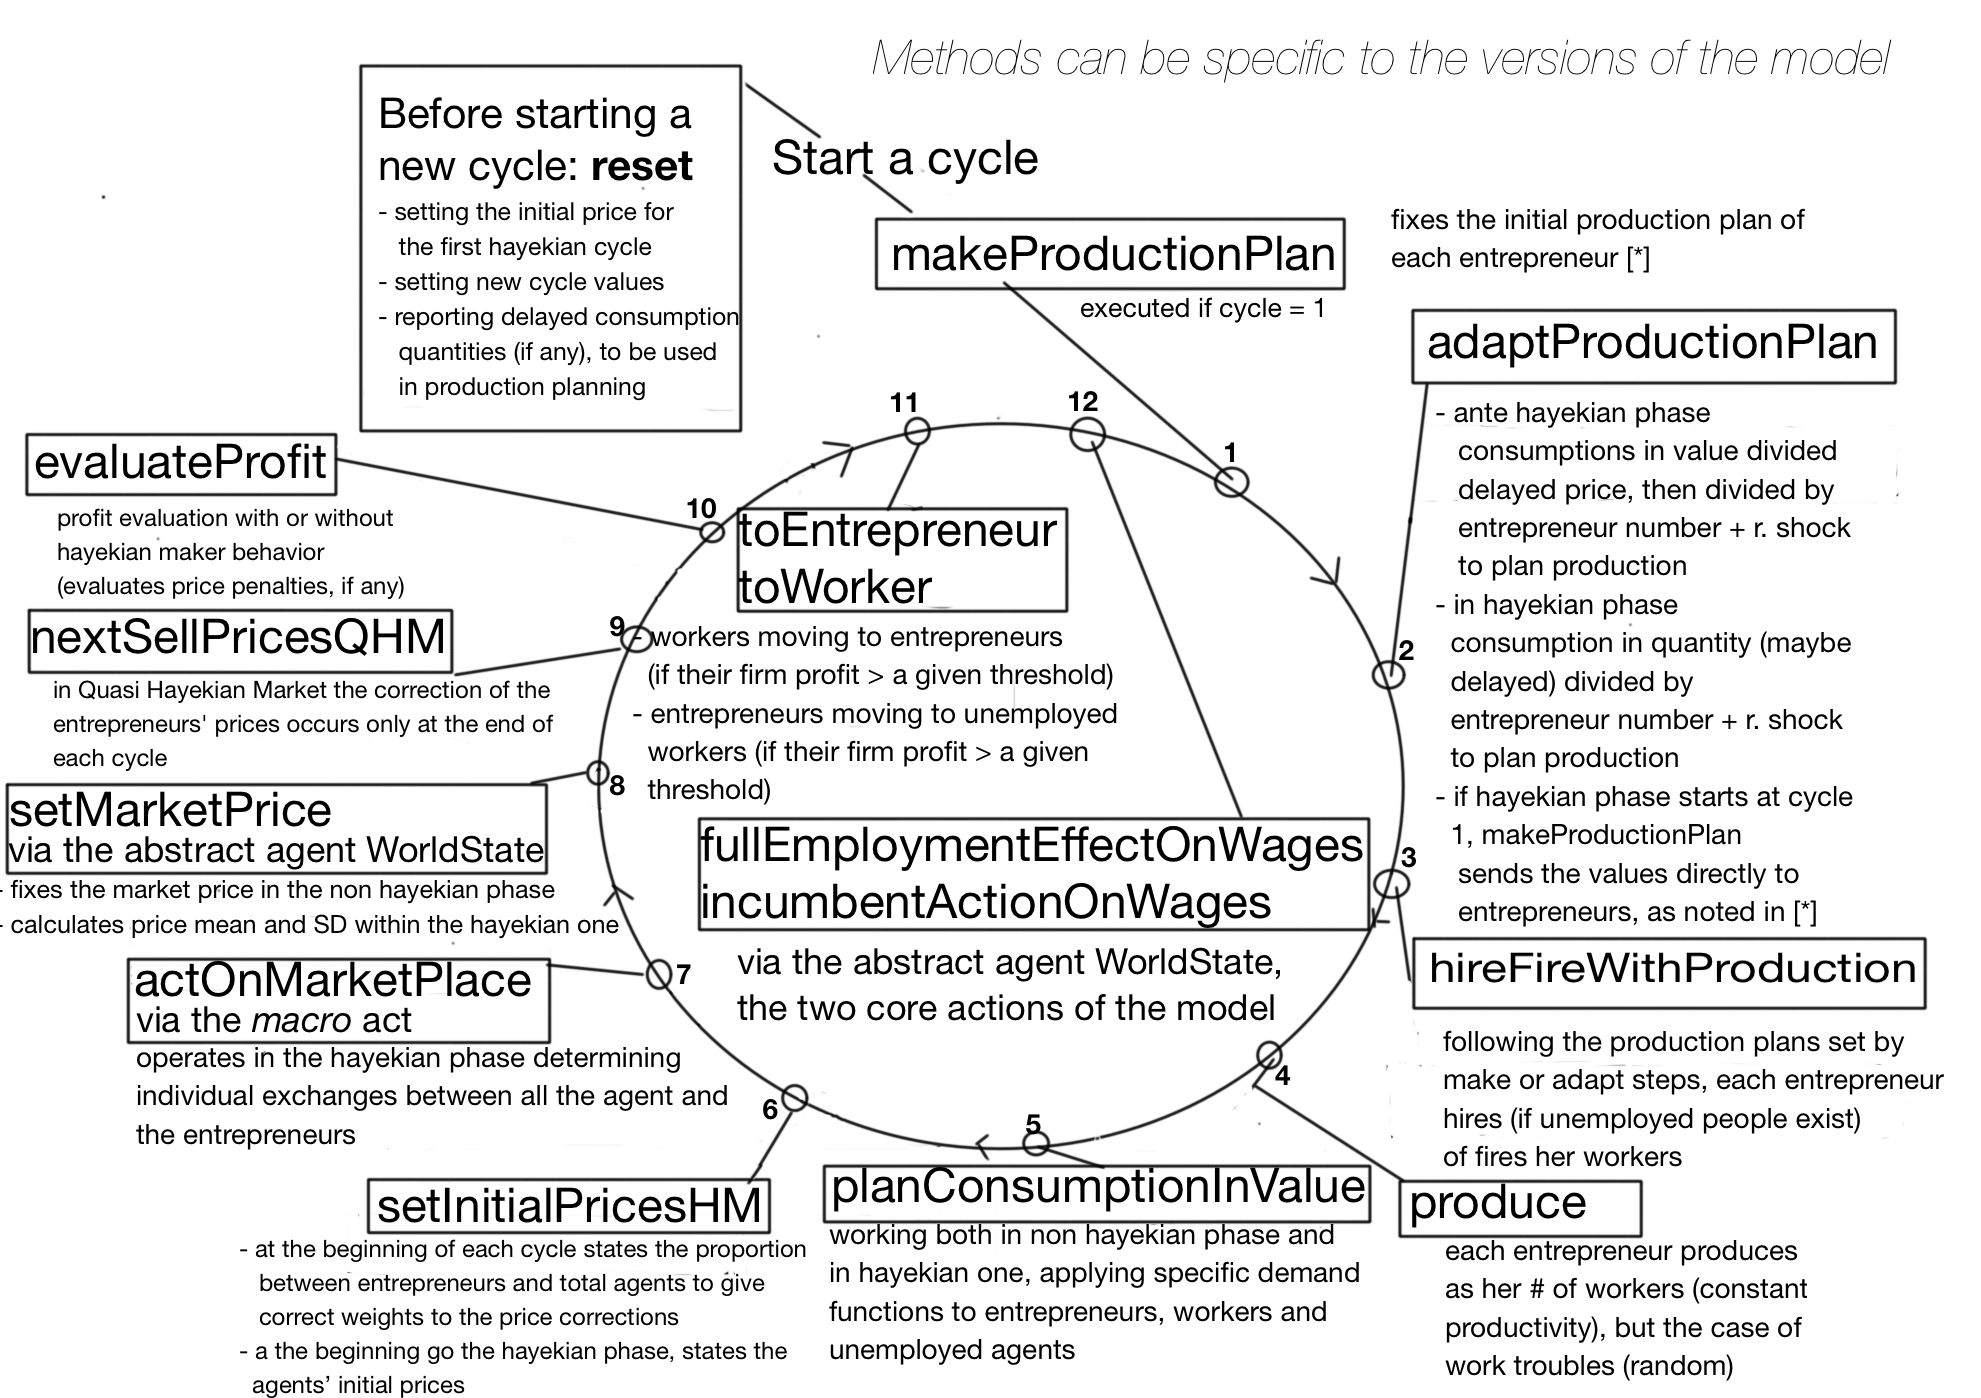 Methods can be specific to the versions of the model
Before starting a
new cycle: reset
- setting the initial price for
the first hayekian cycle
- setting new cycle values
- reporting delayed consumption
quantities (if any), to be used
in production planning
Start a cycle
makeProductionPlan
executed if cycle = 1
fixes the initial production plan of
each entrepreneur [*]
1
adaptProductionPlan
- ante hayekian phase
consumptions in value divided
delayed price, then divided by
entrepreneur number + r. shock
to plan production
- in hayekian phase
consumption in quantity (maybe
delayed) divided by
entrepreneur number + r. shock
to plan production
- if hayekian phase starts at cycle
1, makeProductionPlan
sends the values directly to
entrepreneurs, as noted in [*]
2
3
hireFireWithProduction
following the production plans set by
make or adapt steps, each entrepreneur
hires (if unemployed people exist)
of fires her workers
4
produce
each entrepreneur produces
as her # of workers (constant
productivity), but the case of
work troubles (random)
5
planConsumptionInValue
working both in non hayekian phase and
in hayekian one, applying specific demand
functions to entrepreneurs, workers and
unemployed agents
6
setInitialPricesHM
- at the beginning of each cycle states the proportion
between entrepreneurs and total agents to give
correct weights to the price corrections
- a the beginning go the hayekian phase, states the
agents’ initial prices
7
actOnMarketPlace
via the macro act
operates in the hayekian phase determining
individual exchanges between all the agent and
the entrepreneurs
8
setMarketPrice
via the abstract agent WorldState
- fixes the market price in the non hayekian phase
- calculates price mean and SD within the hayekian one
9
nextSellPricesQHM
in Quasi Hayekian Market the correction of the
entrepreneurs' prices occurs only at the end of
each cycle
10
evaluateProfit
profit evaluation with or without
hayekian maker behavior
(evaluates price penalties, if any)
11
toEntrepreneur
toWorker
- workers moving to entrepreneurs
(if their firm profit > a given threshold)
- entrepreneurs moving to unemployed
workers (if their firm profit > a given
threshold)
12
fullEmploymentEffectOnWages
incumbentActionOnWages
via the abstract agent WorldState,
the two core actions of the model